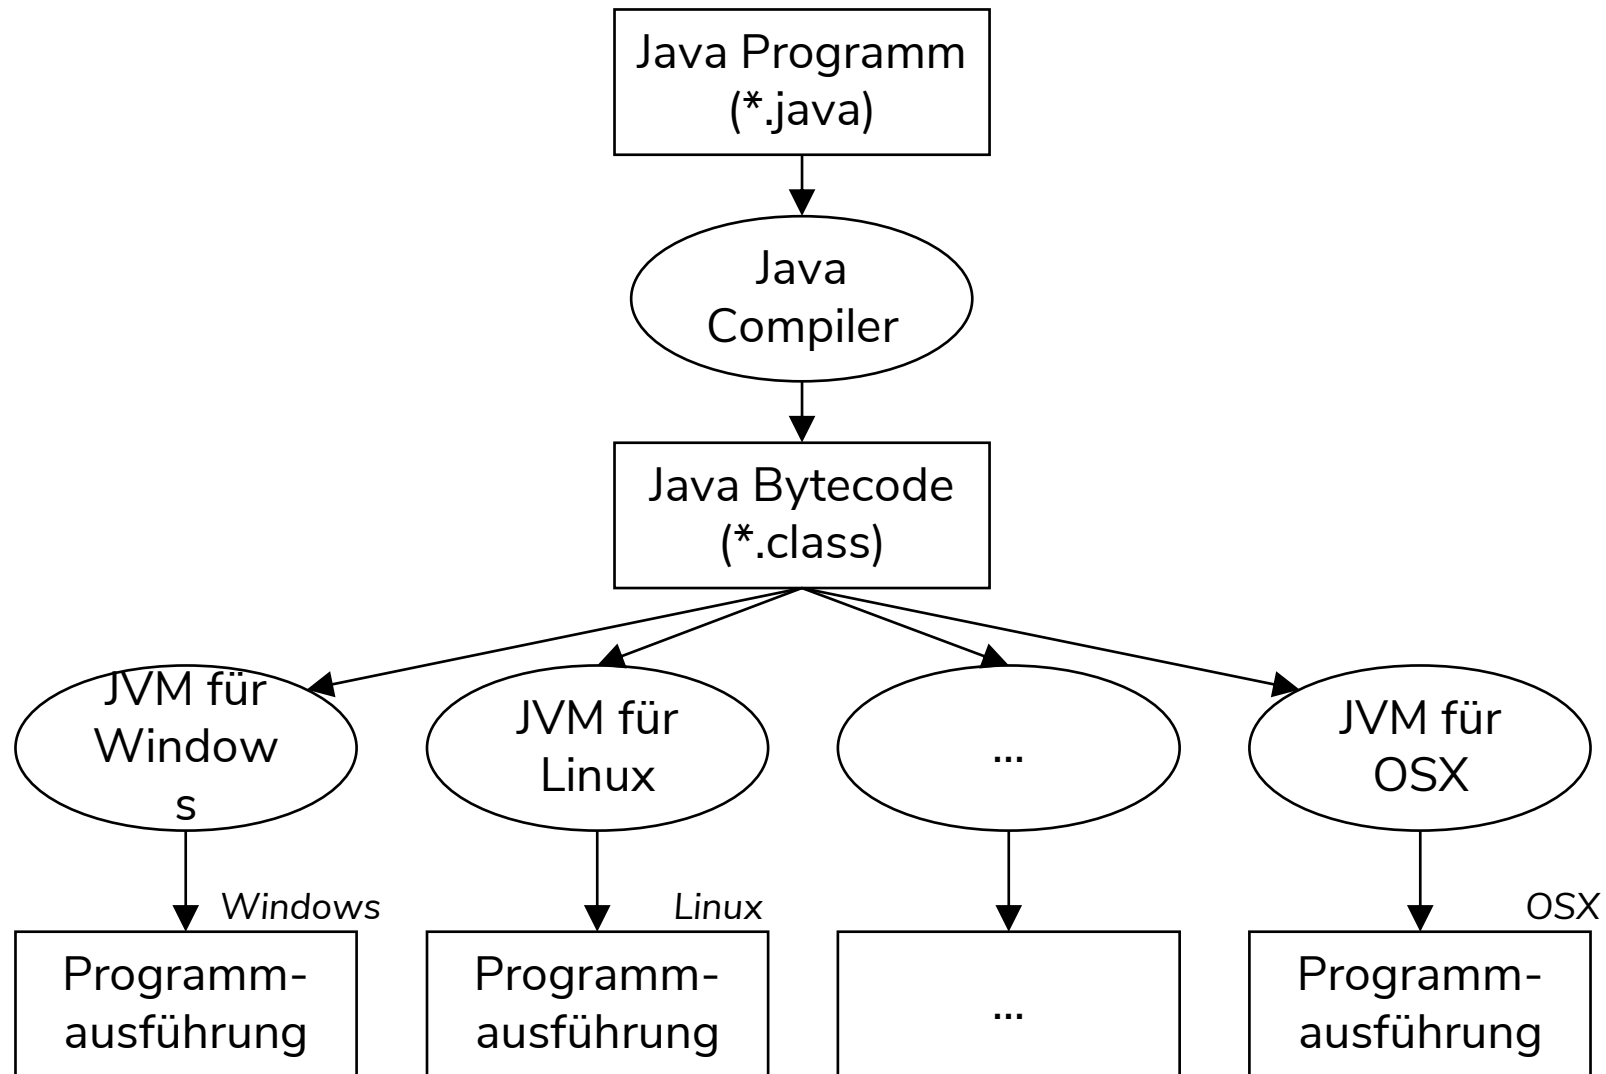 Java Programm
(*.java)
Java
Compiler
Java Bytecode
(*.class)
JVM für
Window
s
JVM für
Linux
...
JVM für
OSX
Windows
Linux
OSX
Programm-
ausführung
Programm-
ausführung
...
Programm-
ausführung